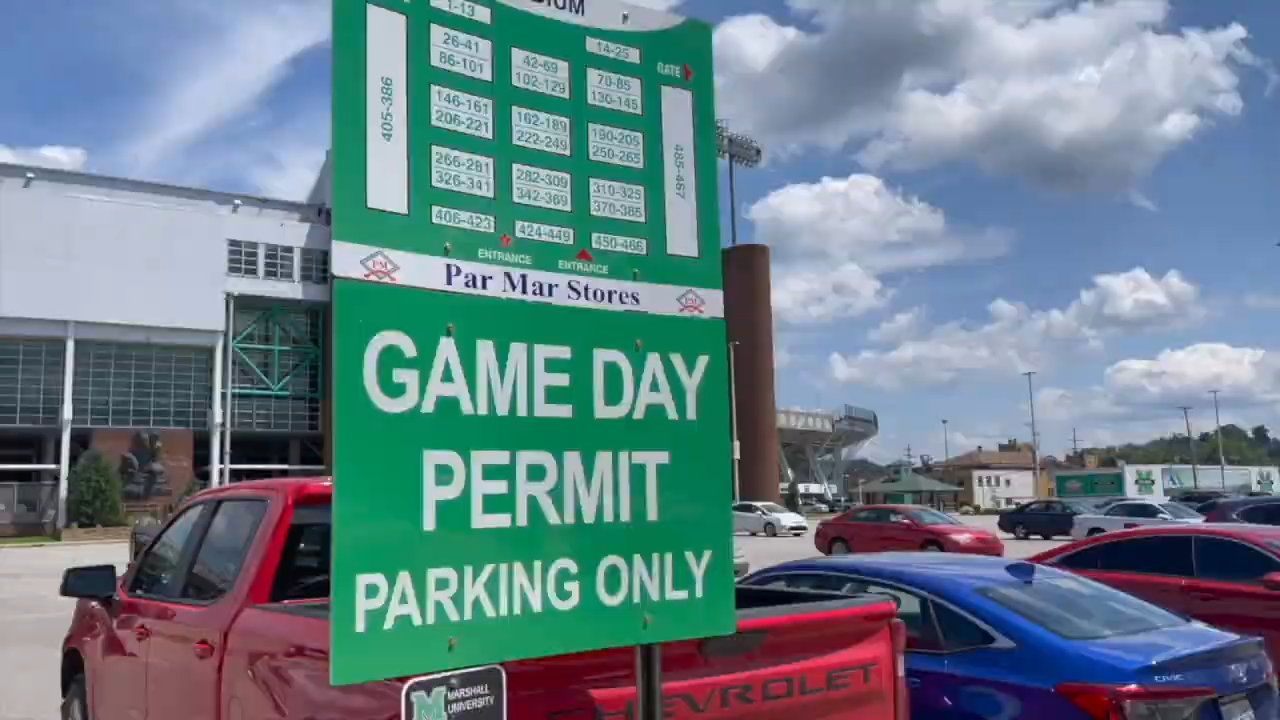 1-13
26-41
86-101
42-69
102-129
14-25
70-85
130-145
GATE
405-386
146-161
206-221
162-189
222-249
190-205
250-265
485-467
266-281
326-341
282-309
342-369
310-325
370-385
406-423
424-449
450-466
ENTRANCE
ENTRANCE
PM
Par Mar Stores
PM
GAME DAY
PERMIT
PARKING ONLY
M
MARSHALL
UNIVERSITY
CHEVROLET
CIVIC